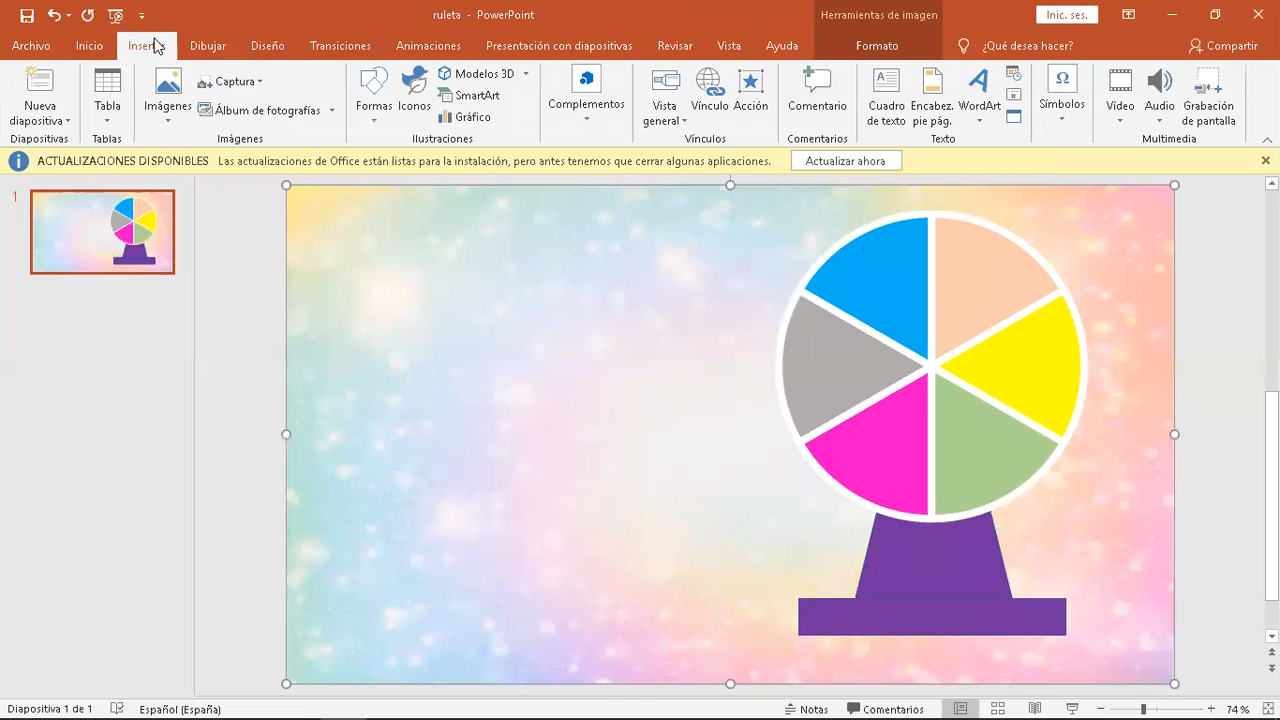 ruleta - PowerPoint
Herramientas de imagen
Inic. ses.
Archivo
Inicio
Dibujar
Diseño
Transiciones
Animaciones
Presentación con diapositivas
Revisar
Vista
Ayuda
Formato
¿Qué desea hacer?
Compartir
Nueva
diapositiva
Tabla
Imágenes
Captura
Álbum de fotografías
Formas
Iconos
Modelos 3D
SmartArt
Gráfico
Complementos
Vista
general
Vínculo
Acción
Comentario
Cuadro
de texto
Encabez.
pie pág.
WordArt
Símbolos
Vídeo
Audio
Grabación
de pantalla
Diapositivas
Tablas
Imágenes
Ilustraciones
Vínculos
Comentarios
Texto
Multimedia
ACTUALIZACIONES DISPONIBLES Las actualizaciones de Office están listas para la instalación, pero antes tenemos que cerrar algunas aplicaciones.
Actualizar ahora
1
Diapositiva 1 de 1
Español (España)
Notas
Comentarios
74 %